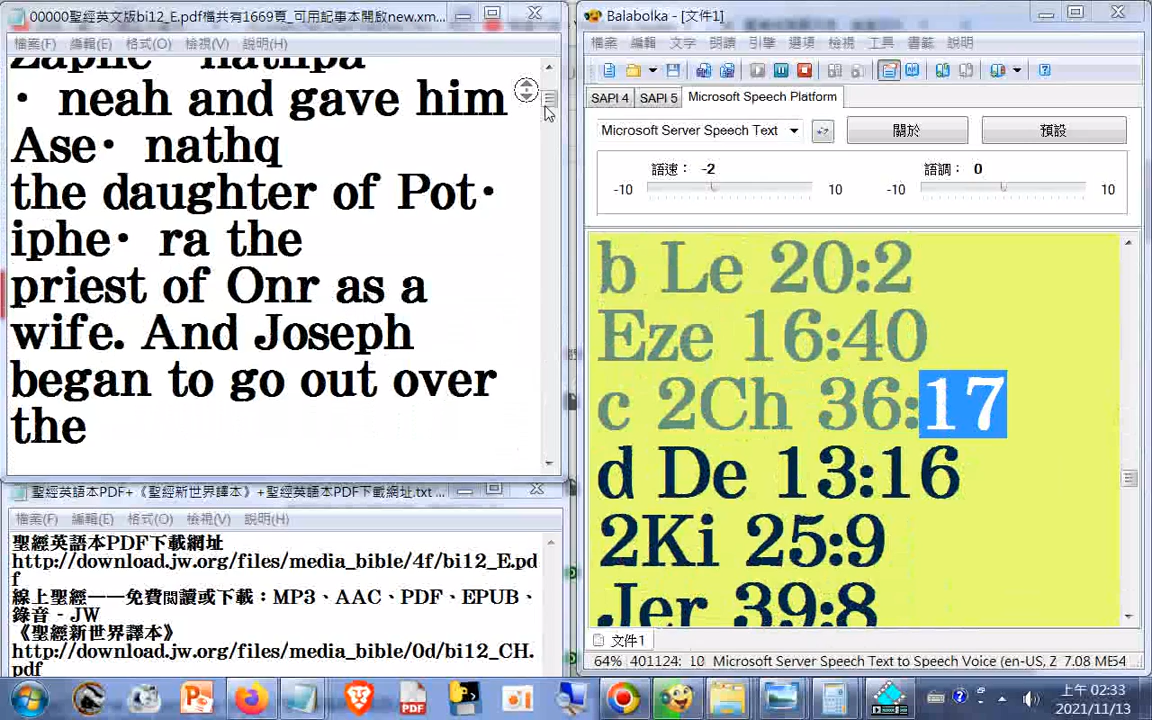 00000聖經英文版bi12_E.pdf檔共有1669頁_可用記事本開啟new.xm...
檔案(F) 編輯(E) 格式(O) 檢視(V) 說明(H)
Zaphe· nathpa
· neah and gave him
Ase· nathq
the daughter of Pot·
iphe· ra the
priest of Onr as a
wife. And Joseph
began to go out over
the
聖經英語本PDF+《聖經新世界譯本》+聖經英語本PDF下載網址.txt ...
檔案(F) 編輯(E) 格式(O) 檢視(V) 說明(H)
聖經英語本PDF下載網址
http://download.jw.org/files/media_bible/4f/bi12_E.pd
f
線上聖經——免費閱讀或下載：MP3、AAC、PDF、EPUB、
錄音 - JW
《聖經新世界譯本》
http://download.jw.org/files/media_bible/0d/bi12_CH.
pdf
Balabolka - [文件1]
檔案 編輯 文字 朗讀 引擎 選項 檢視 工具 書籤 說明
SAPI 4 SAPI 5 Microsoft Speech Platform
Microsoft Server Speech Text 關於 預設
語速： -2 語調： 0
-10 10 -10 10
b Le 20:2
Eze 16:40
c 2Ch 36:17
d De 13:16
2Ki 25:9
Jer 39:8
文件1
64% 401124: 10 Microsoft Server Speech Text to Speech Voice (en-US, Z 7.08 ME54
上午 02:33
2021/11/13